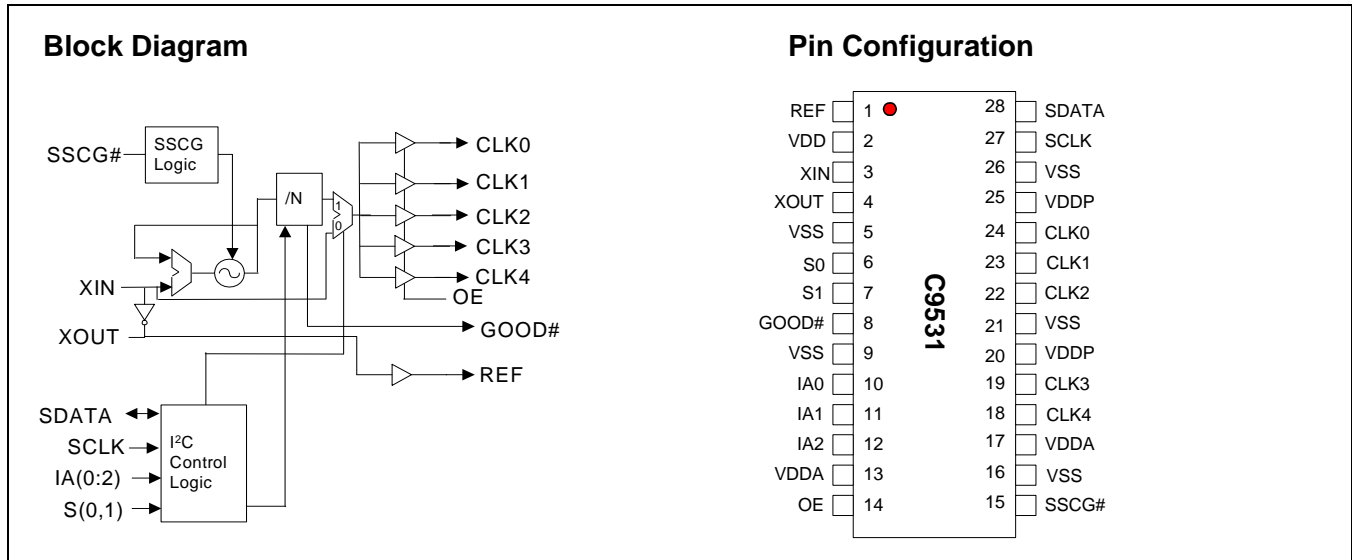 Block Diagram
SSCG#
SSCG
Logic
/N
1
0
CLK0
CLK1
CLK2
CLK3
CLK4
OE
XIN
XOUT
GOOD#
REF
SDATA
SCLK
IA(0:2)
S(0,1)
I²C
Control
Logic
Pin Configuration
C9531
REF 1 28 SDATA
VDD 2 27 SCLK
XIN 3 26 VSS
XOUT 4 25 VDDP
VSS 5 24 CLK0
S0 6 23 CLK1
S1 7 22 CLK2
GOOD# 8 21 VSS
VSS 9 20 VDDP
IA0 10 19 CLK3
IA1 11 18 CLK4
IA2 12 17 VDDA
VDDA 13 16 VSS
OE 14 15 SSCG#